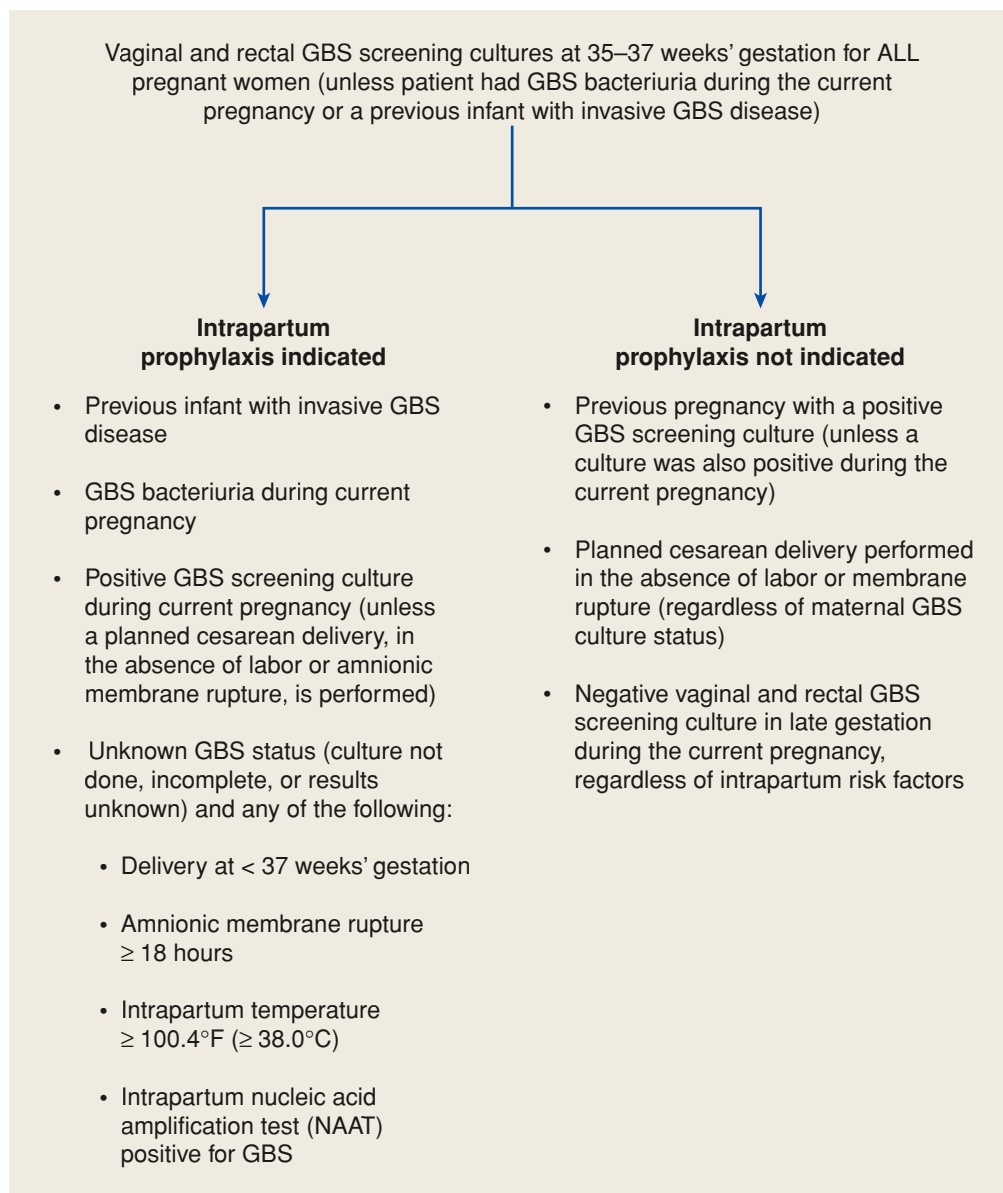 Vaginal and rectal GBS screening cultures at 35–37 weeks’ gestation for ALL
pregnant women (unless patient had GBS bacteriuria during the current
pregnancy or a previous infant with invasive GBS disease)
Intrapartum
prophylaxis indicated
• Previous infant with invasive GBS
disease
• GBS bacteriuria during current
pregnancy
• Positive GBS screening culture
during current pregnancy (unless
a planned cesarean delivery, in
the absence of labor or amnionic
membrane rupture, is performed)
• Unknown GBS status (culture not
done, incomplete, or results
unknown) and any of the following:
• Delivery at < 37 weeks’ gestation
• Amnionic membrane rupture
≥ 18 hours
• Intrapartum temperature
≥ 100.4°F (≥ 38.0°C)
• Intrapartum nucleic acid
amplification test (NAAT)
positive for GBS
Intrapartum
prophylaxis not indicated
• Previous pregnancy with a positive
GBS screening culture (unless a
culture was also positive during the
current pregnancy)
• Planned cesarean delivery performed
in the absence of labor or membrane
rupture (regardless of maternal GBS
culture status)
• Negative vaginal and rectal GBS
screening culture in late gestation
during the current pregnancy,
regardless of intrapartum risk factors